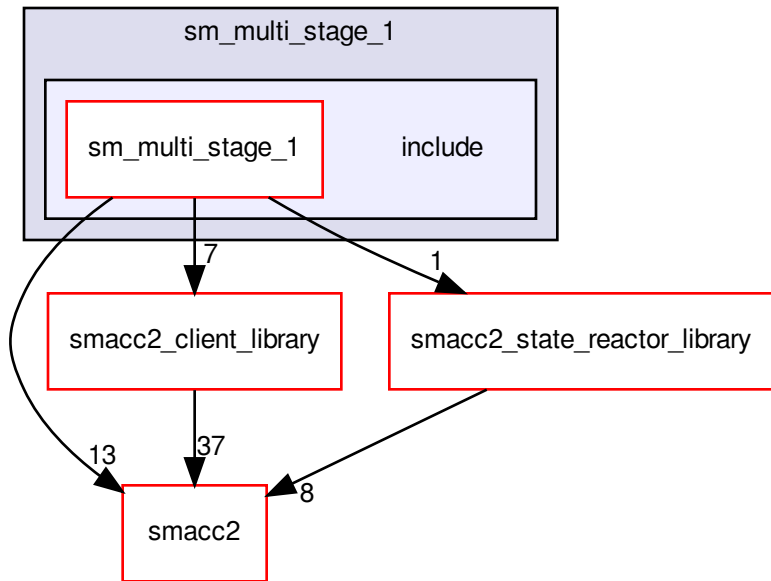 sm_multi_stage_1
sm_multi_stage_1
include
7
1
smacc2_client_library
smacc2_state_reactor_library
13
37
8
smacc2